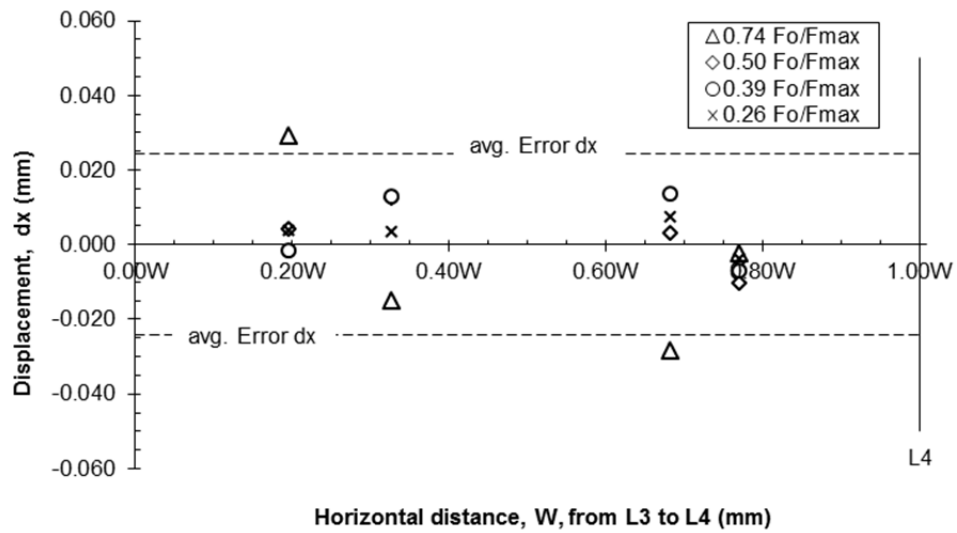 0.060
0.040
0.020
0.000
-0.020
-0.040
-0.060
Displacement, dx (mm)
△ 0.74 Fo/Fmax
◇ 0.50 Fo/Fmax
○ 0.39 Fo/Fmax
× 0.26 Fo/Fmax
avg. Error dx
0.00W 0.20W 0.40W 0.60W 0.80W 1.00W
avg. Error dx
L4
Horizontal distance, W, from L3 to L4 (mm)